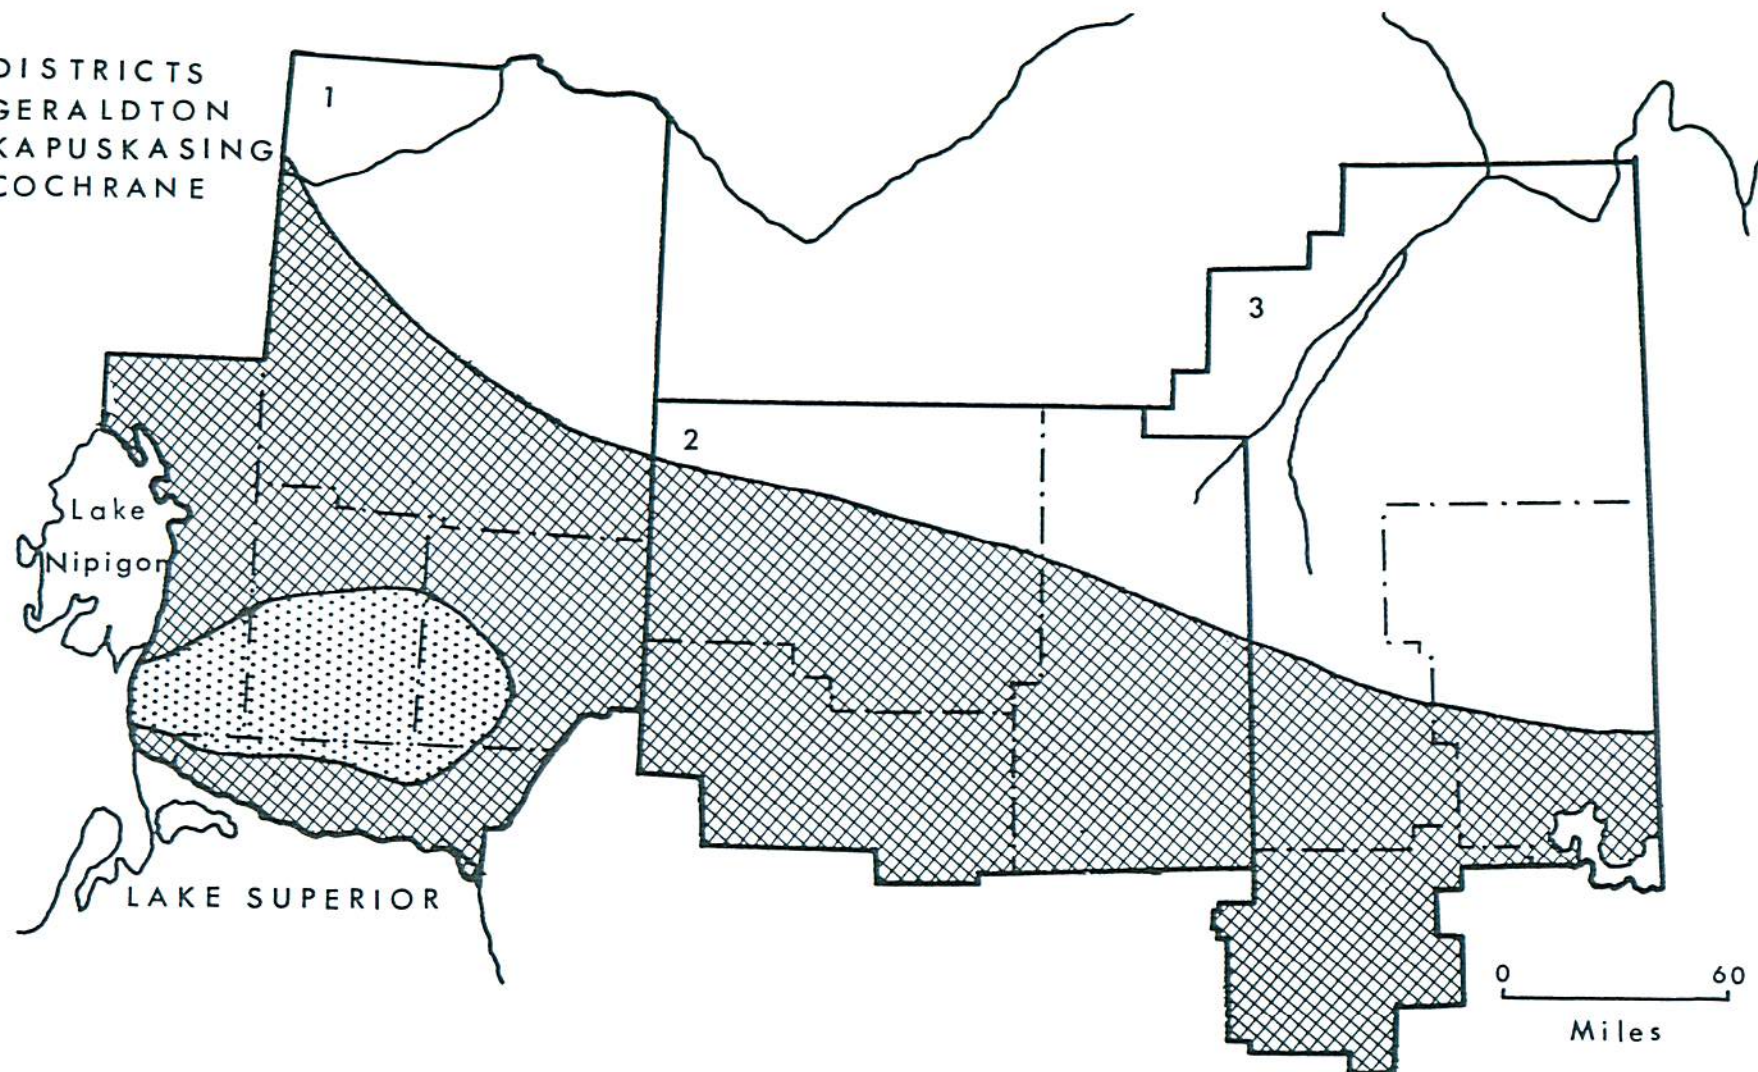 DISTRICTS
GERALDTON
KAPUSKASING
COCHRANE
1
3
2
Lake
Nipigon
LAKE SUPERIOR
0 60
Miles